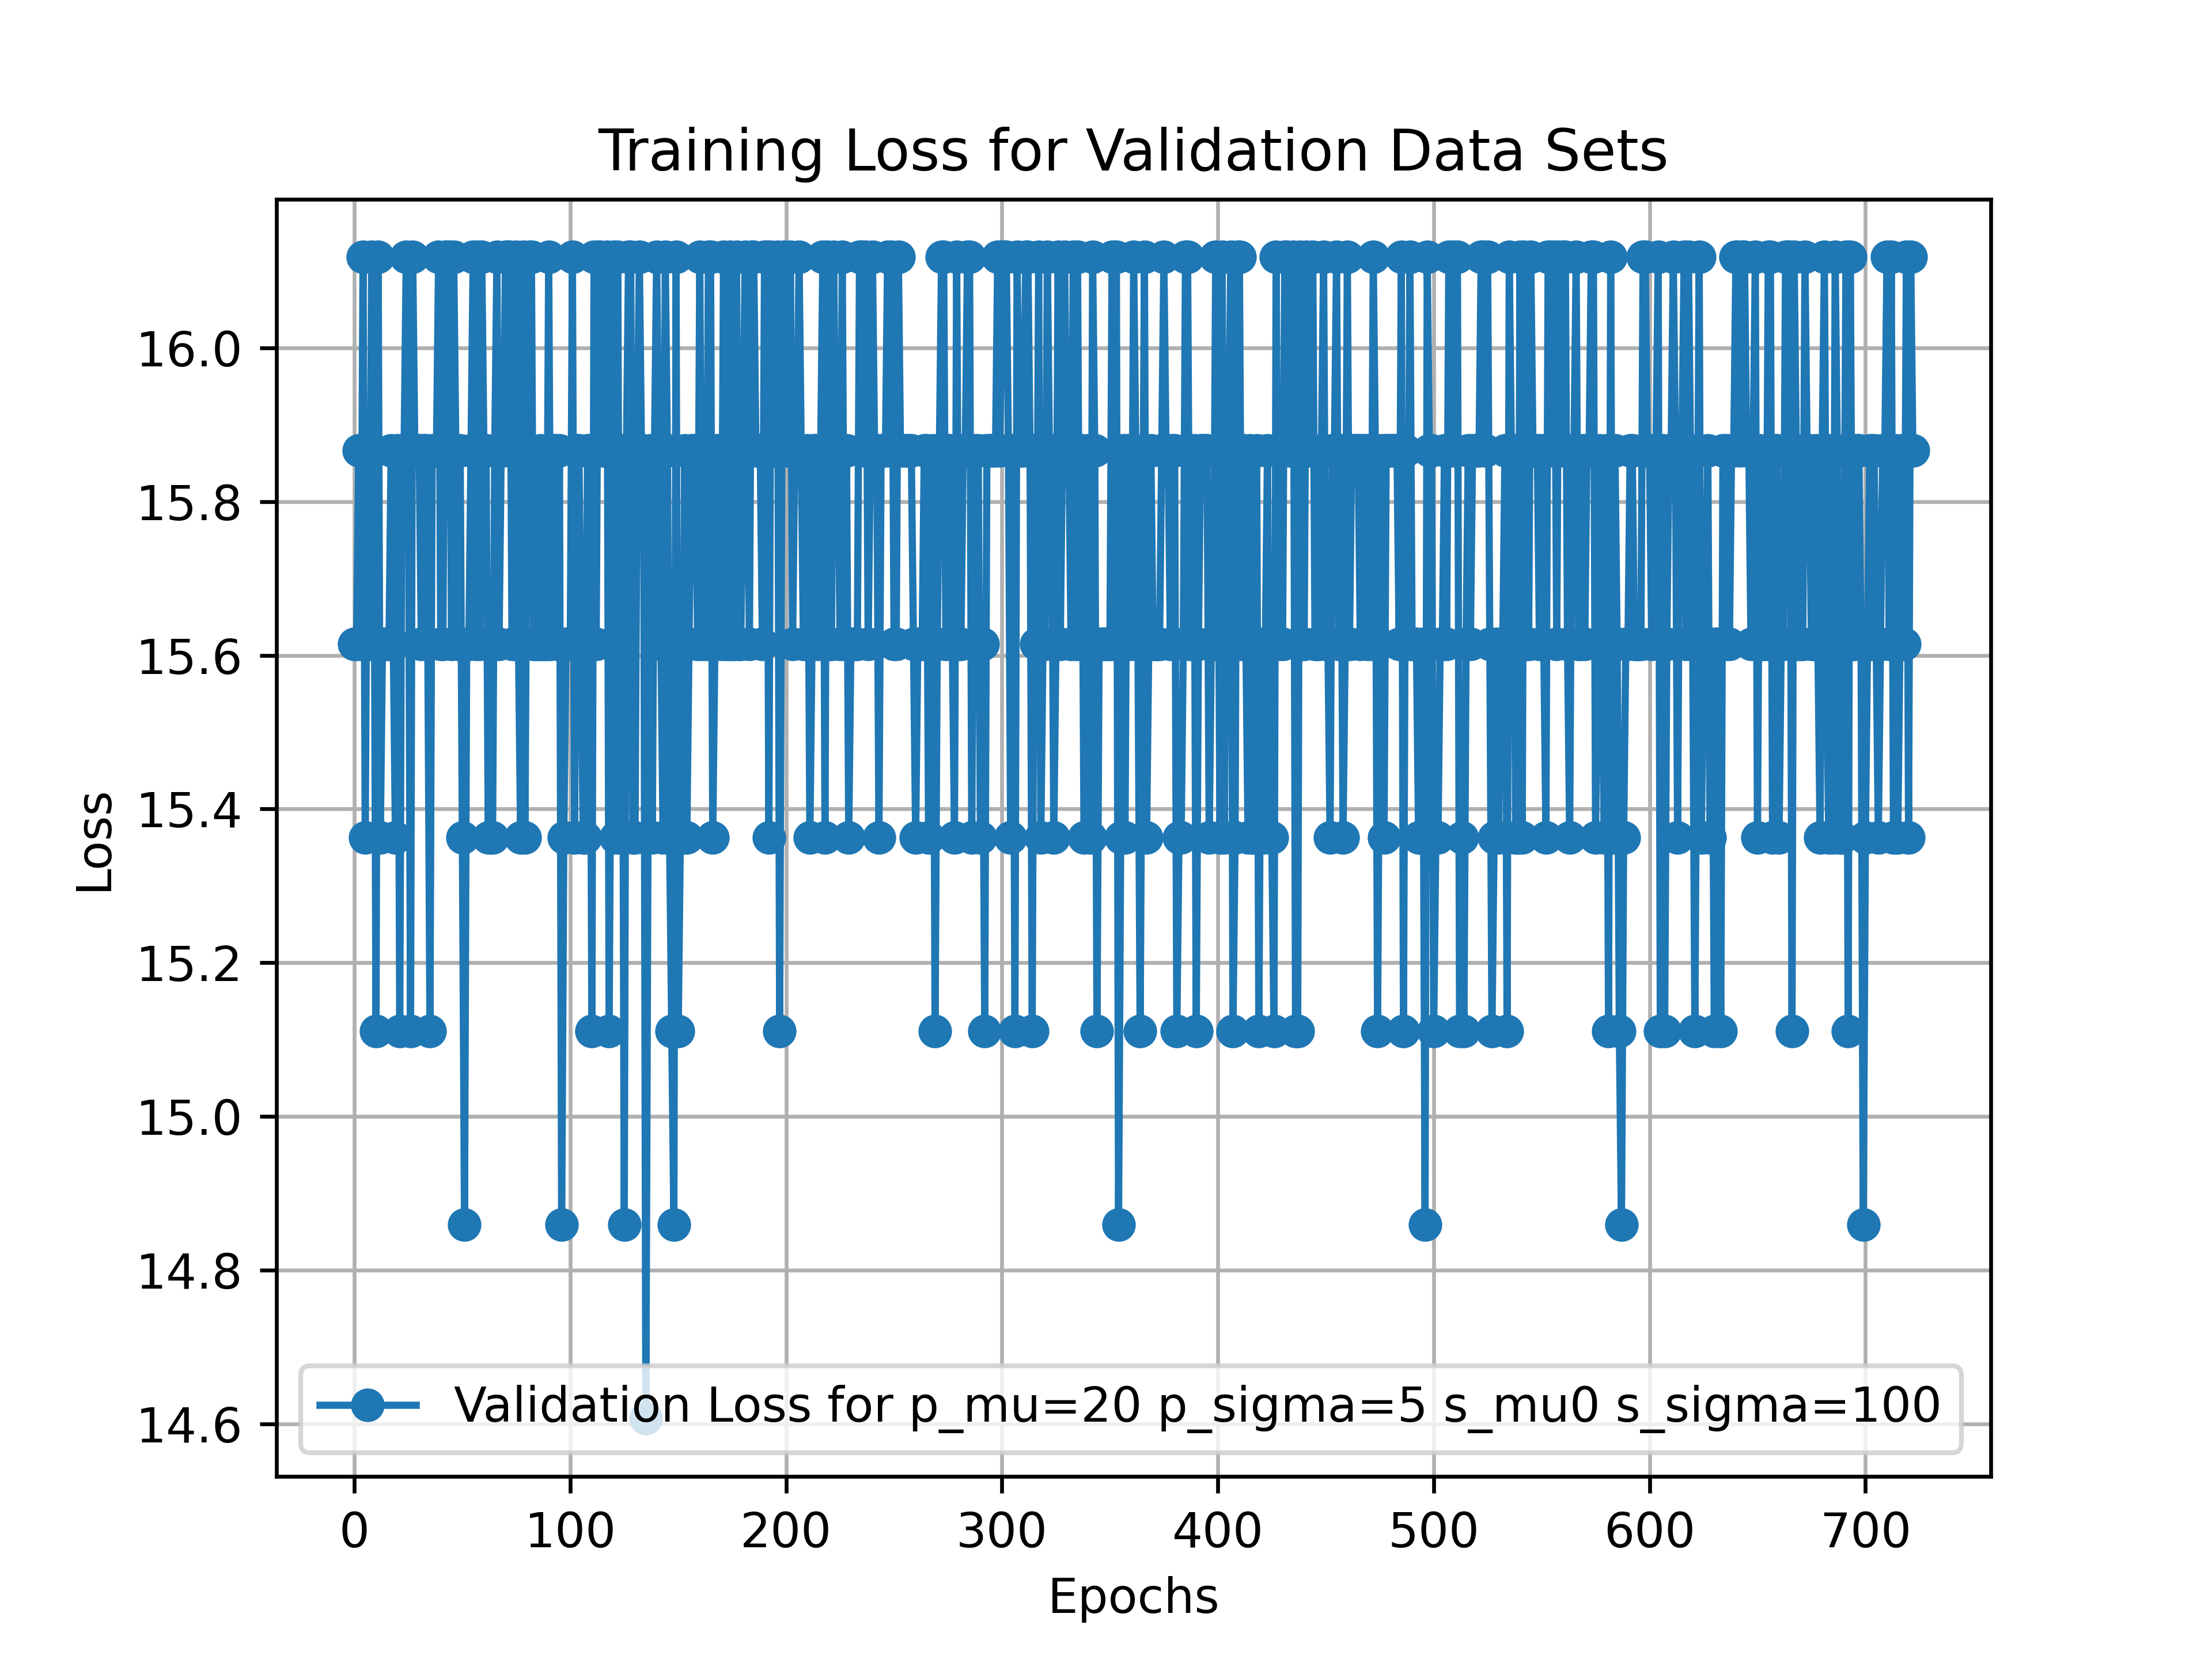 Training Loss for Validation Data Sets
Loss
16.0
15.8
15.6
15.4
15.2
15.0
14.8
14.6
Validation Loss for p_mu=20 p_sigma=5 s_mu0 s_sigma=100
0 100 200 300 400 500 600 700
Epochs